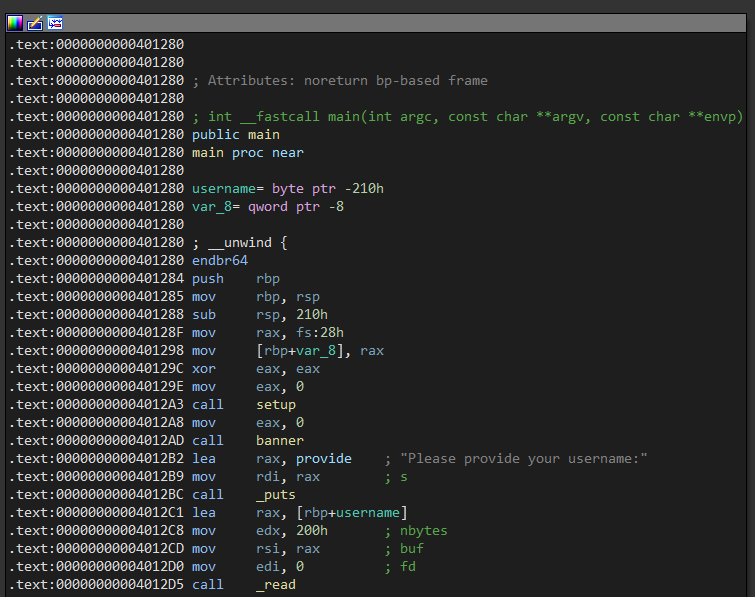 .text:0000000000401280
.text:0000000000401280
.text:0000000000401280 ; Attributes: noreturn bp-based frame
.text:0000000000401280
.text:0000000000401280 ; int __fastcall main(int argc, const char **argv, const char **envp)
.text:0000000000401280 public main
.text:0000000000401280 main proc near
.text:0000000000401280
.text:0000000000401280 username= byte ptr -210h
.text:0000000000401280 var_8= qword ptr -8
.text:0000000000401280
.text:0000000000401280 ; __unwind {
.text:0000000000401280 endbr64
.text:0000000000401284 push    rbp
.text:0000000000401285 mov     rbp, rsp
.text:0000000000401288 sub     rsp, 210h
.text:000000000040128F mov     rax, fs:28h
.text:0000000000401298 mov     [rbp+var_8], rax
.text:000000000040129C xor     eax, eax
.text:000000000040129E mov     eax, 0
.text:00000000004012A3 call    setup
.text:00000000004012A8 mov     eax, 0
.text:00000000004012AD call    banner
.text:00000000004012B2 lea     rax, provide    ; "Please provide your username:"
.text:00000000004012B9 mov     rdi, rax        ; s
.text:00000000004012BC call    _puts
.text:00000000004012C1 lea     rax, [rbp+username]
.text:00000000004012C8 mov     edx, 200h       ; nbytes
.text:00000000004012CD mov     rsi, rax        ; buf
.text:00000000004012D0 mov     edi, 0          ; fd
.text:00000000004012D5 call    _read